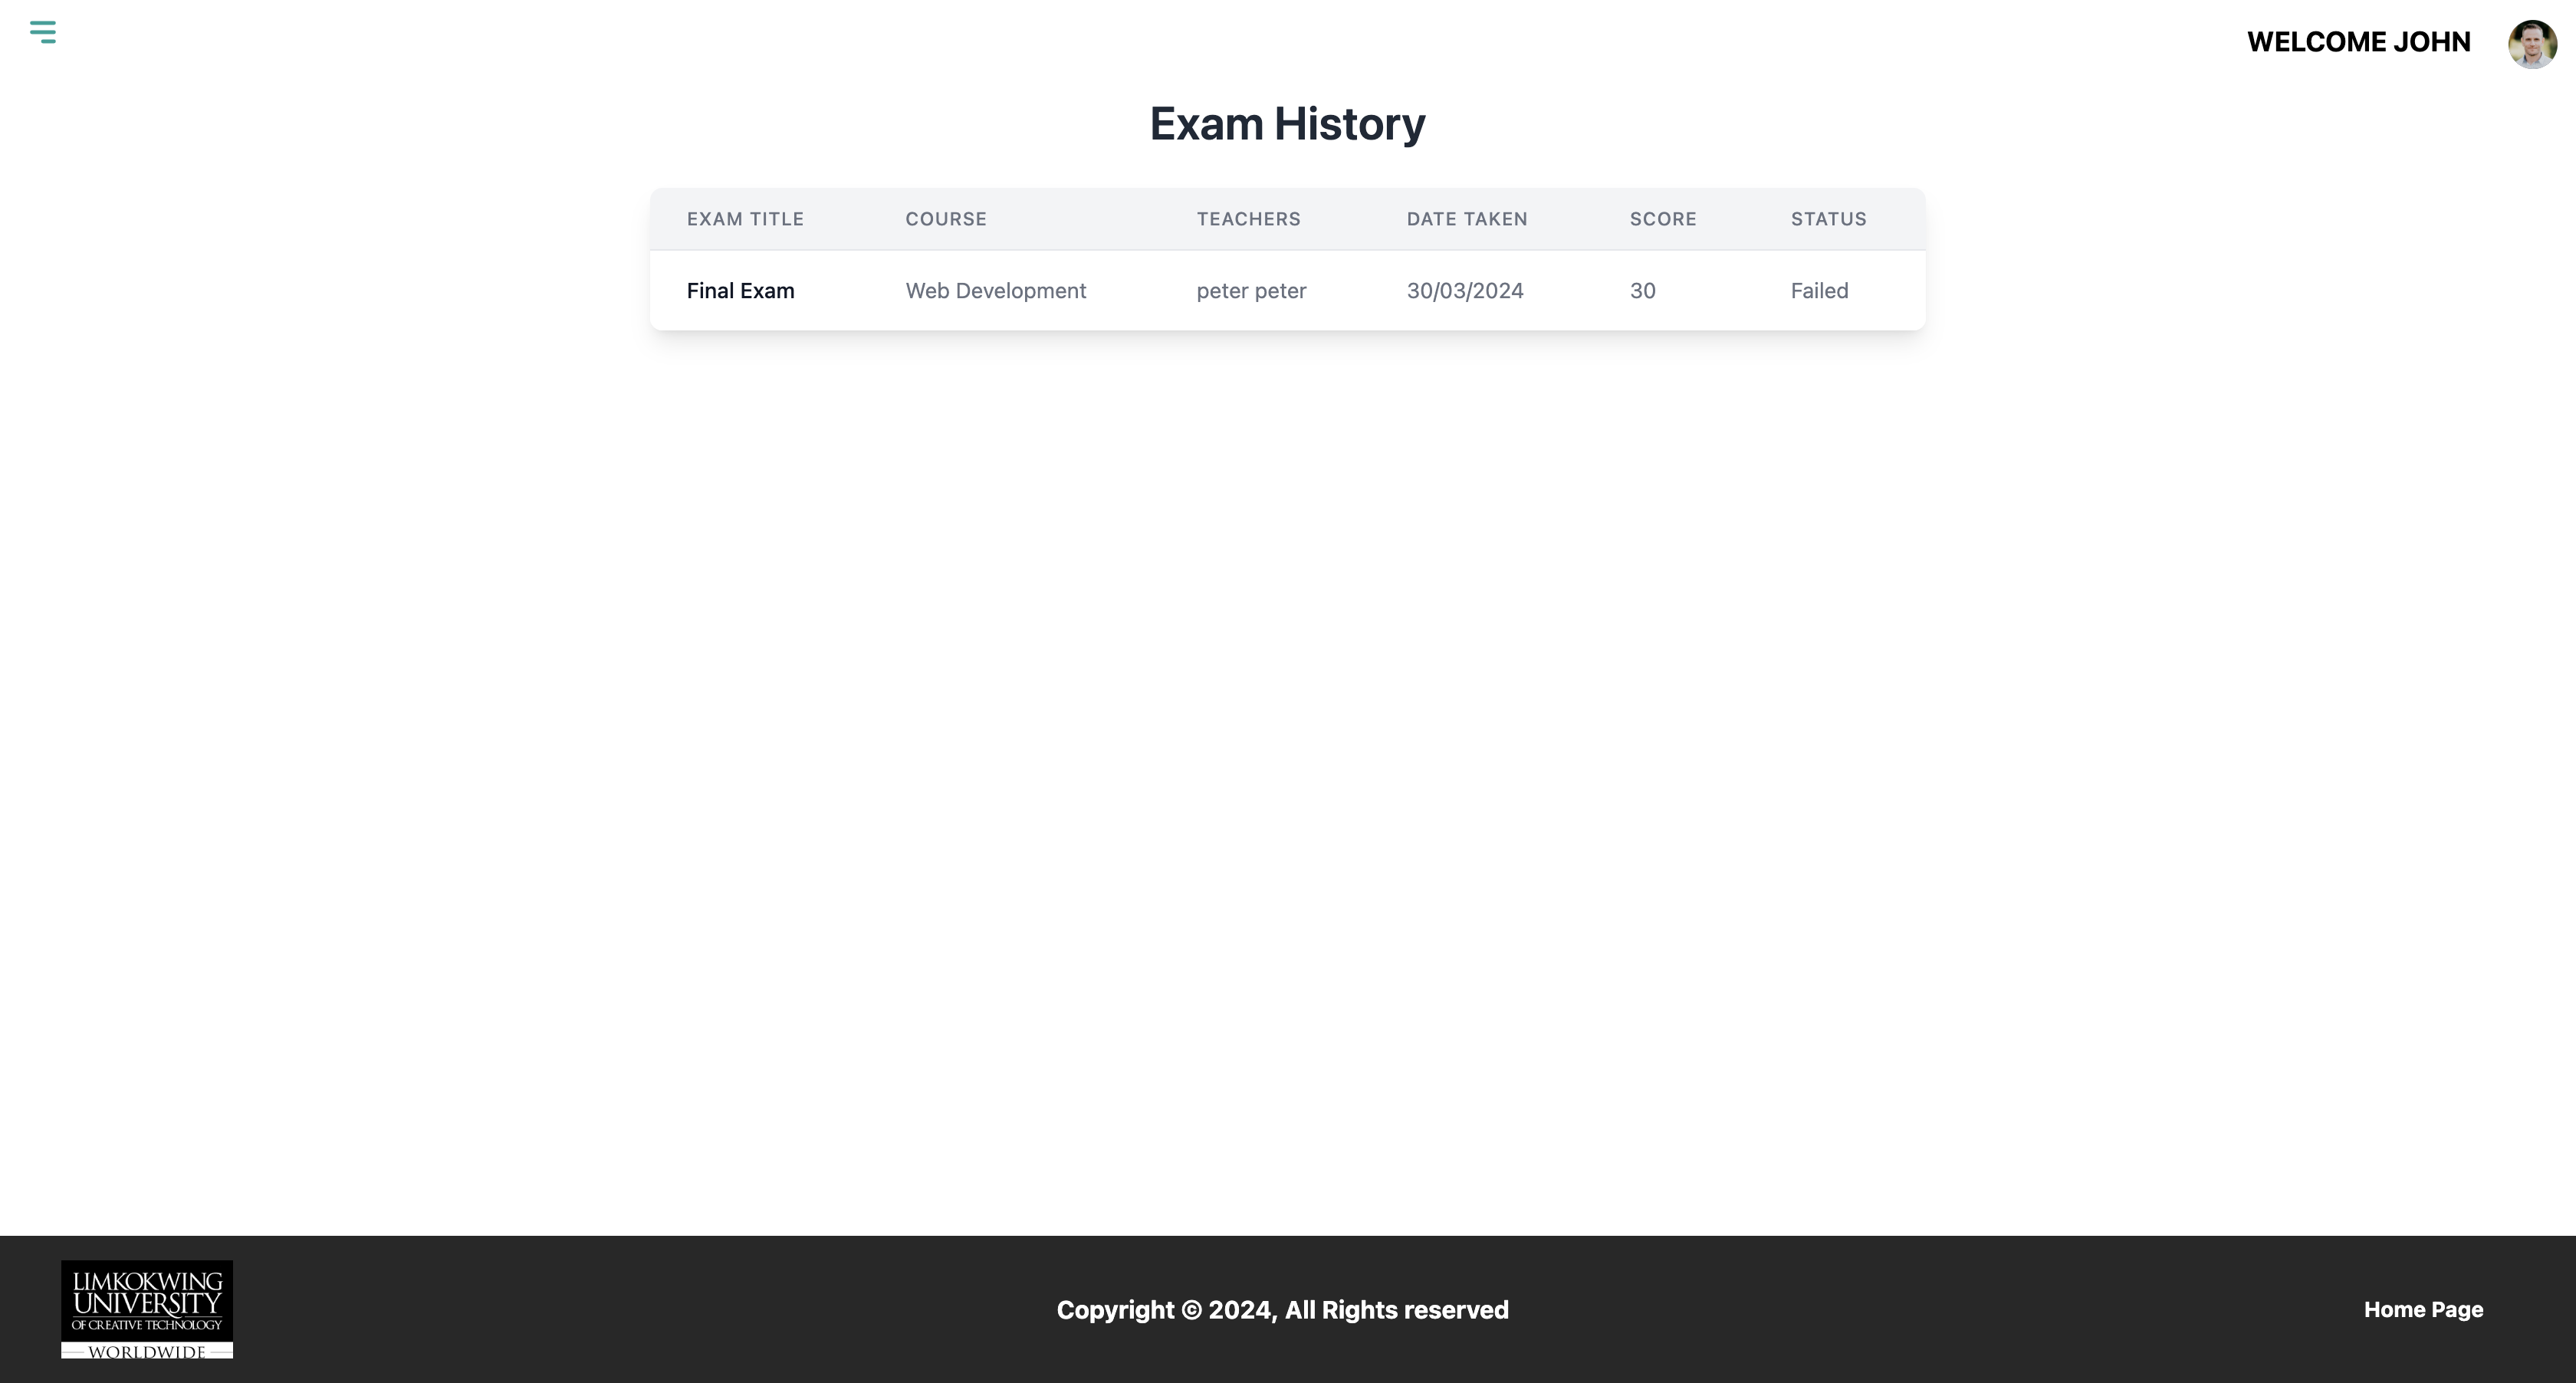 WELCOME JOHN
Exam History
EXAM TITLE COURSE TEACHERS DATE TAKEN SCORE STATUS
Final Exam Web Development peter peter 30/03/2024 30 Failed
LIMKOKWING
UNIVERSITY
OF CREATIVE TECHNOLOGY
WORLDWIDE
Copyright © 2024, All Rights reserved
Home Page